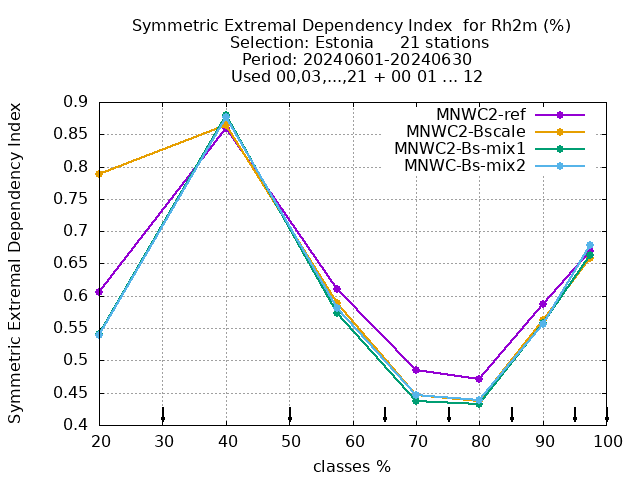 Symmetric Extremal Dependency Index  for Rh2m (%)
Selection: Estonia     21 stations
Period: 20240601-20240630
Used 00,03,...,21 + 00 01 ... 12
Symmetric Extremal Dependency Index
0.9
0.85
0.8
0.75
0.7
0.65
0.6
0.55
0.5
0.45
0.4
MNWC2-ref
MNWC2-Bscale
MNWC2-Bs-mix1
MNWC-Bs-mix2
20 30 40 50 60 70 80 90 100
classes %